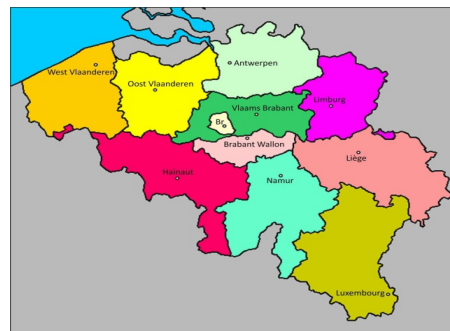 Antwerpen
West Vlaanderen
Oost Vlaanderen
Limburg
Vlaams Brabant
Br.
Brabant Wallon
Liège
Hainaut
Namur
Luxembourg